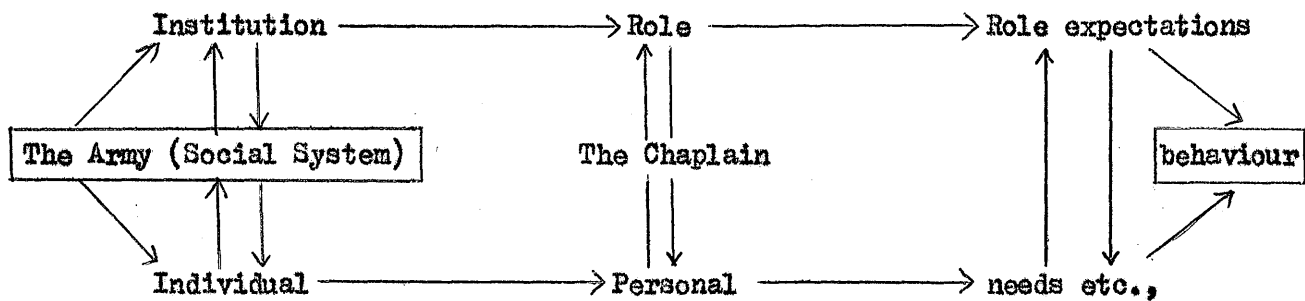 Institution Role Role expectations
The Army (Social System) The Chaplain behaviour
Individual Personal needs etc.,